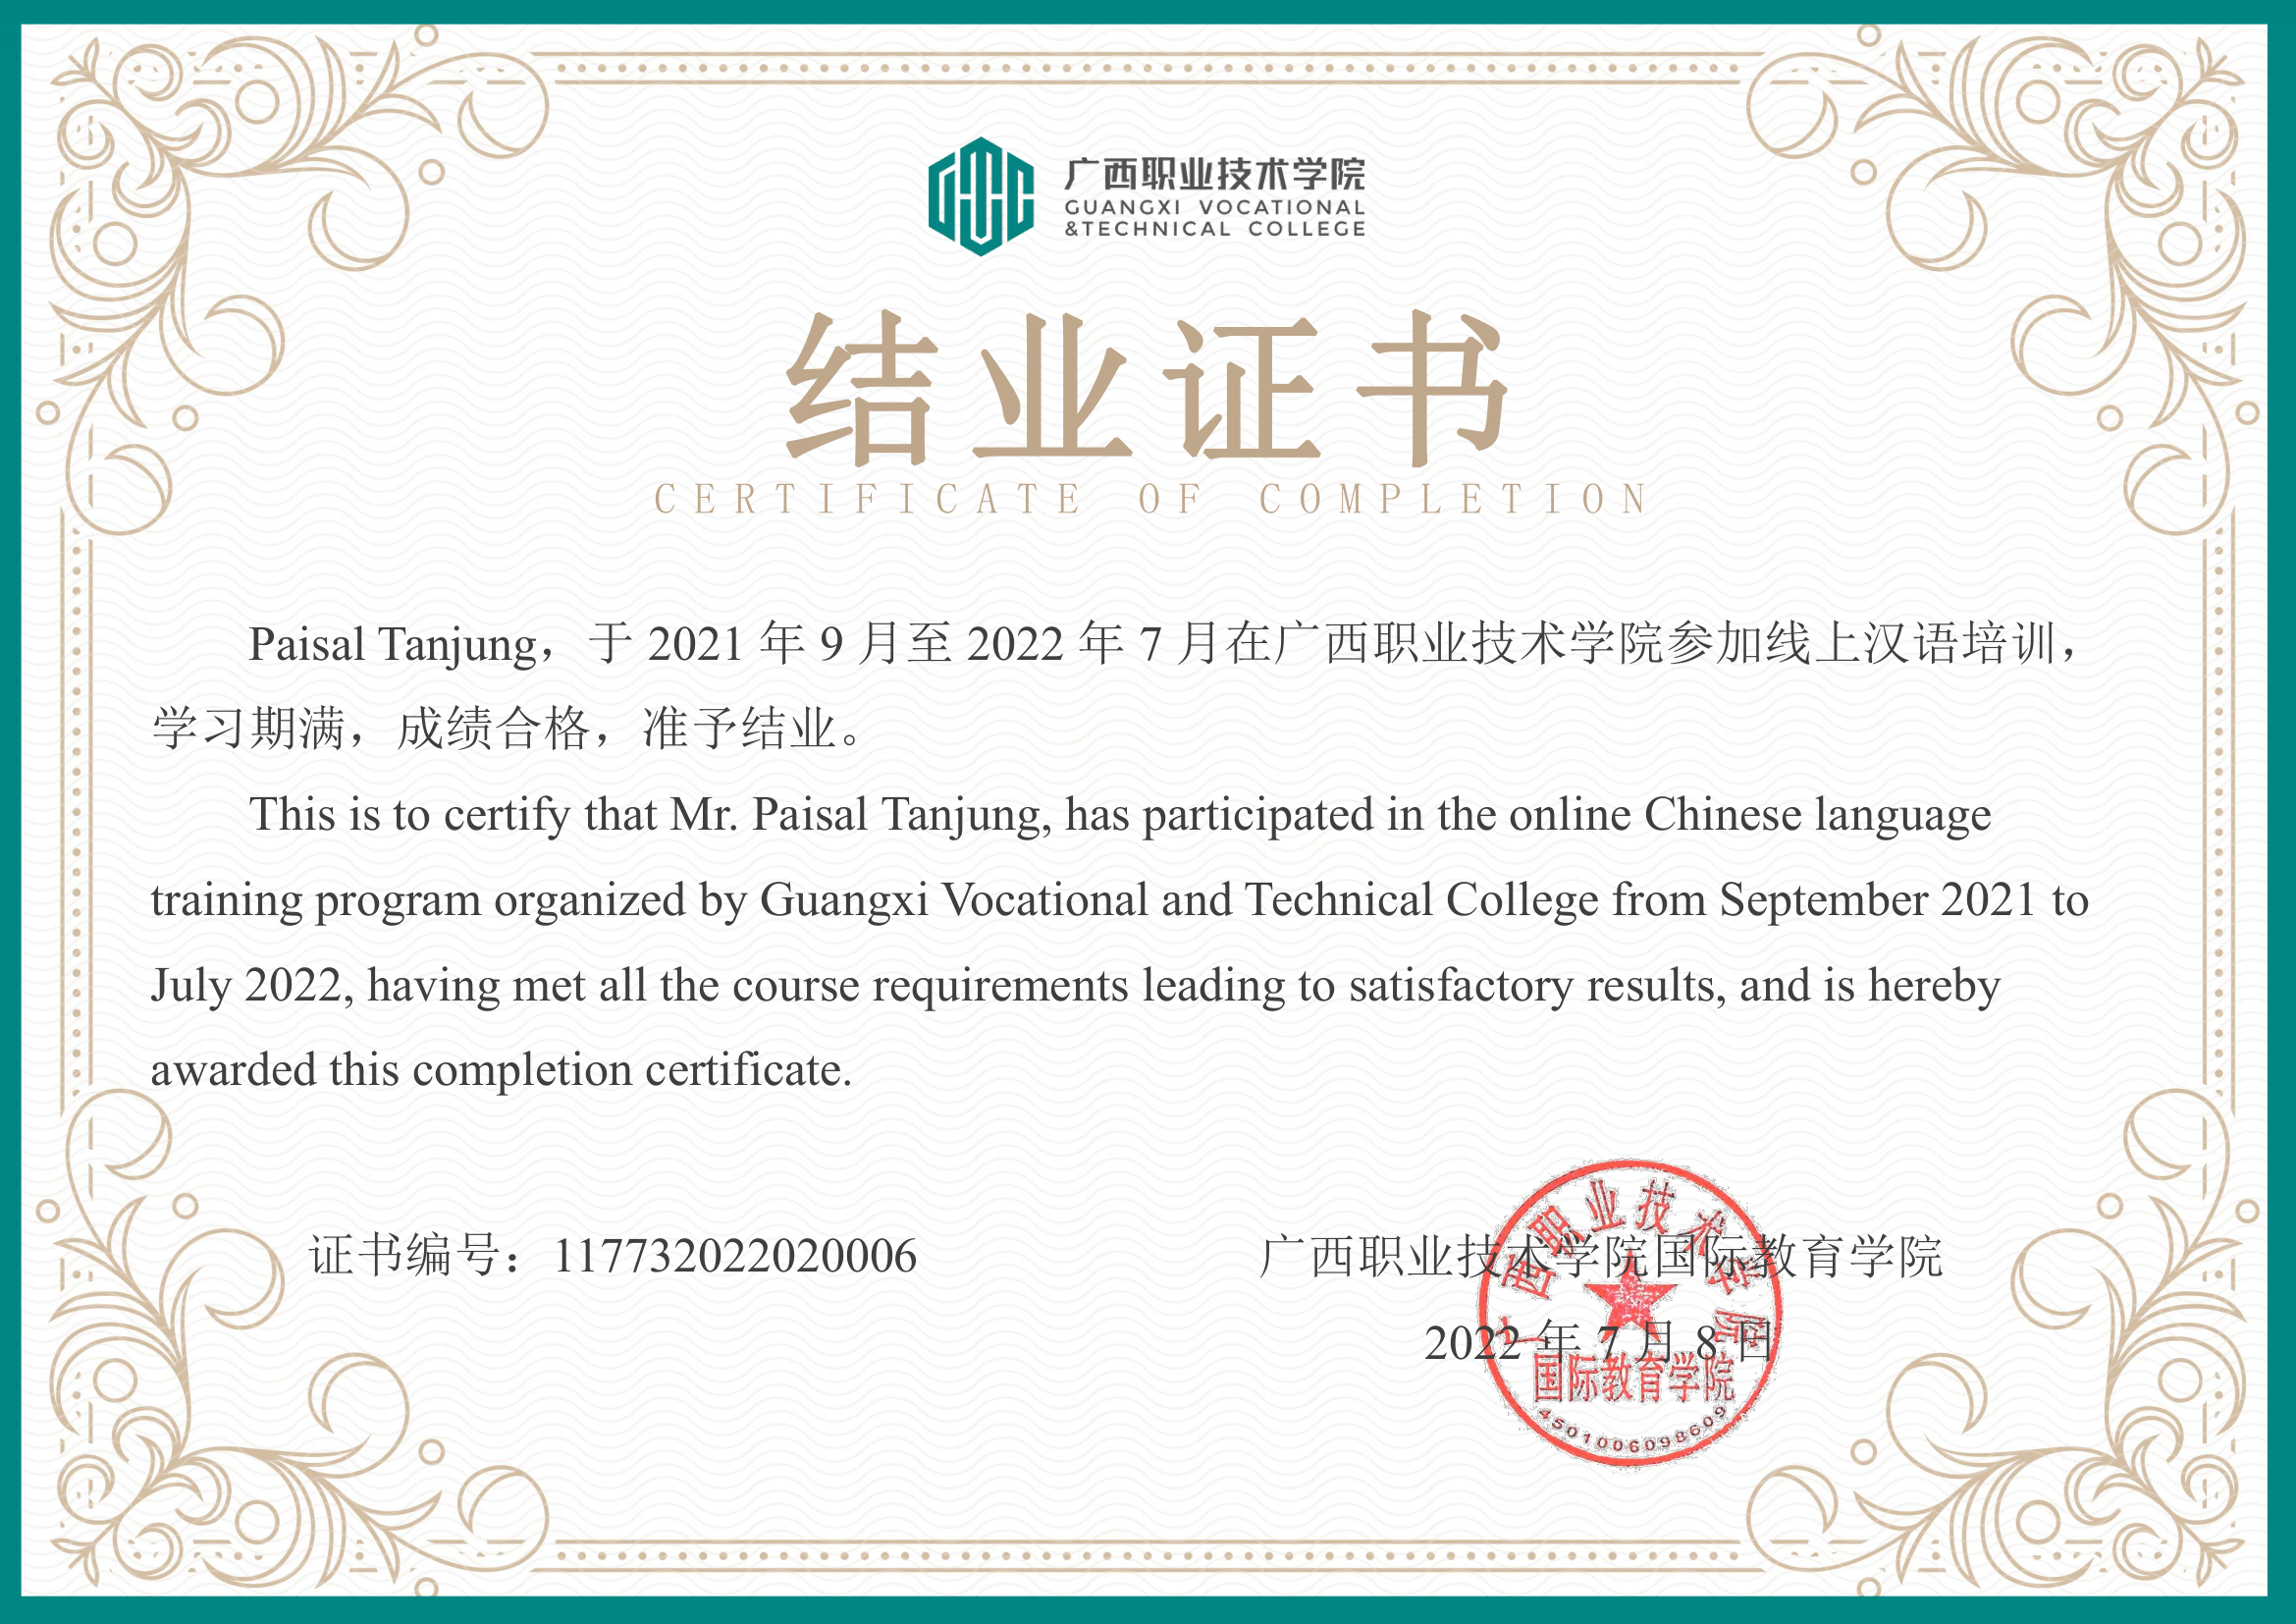 广西职业技术学院
GUANGXI VOCATIONAL
&TECHNICAL COLLEGE
结业证书
CERTIFICATE OF COMPLETION
Paisal Tanjung，于 2021 年 9 月至 2022 年 7 月在广西职业技术学院参加线上汉语培训，
学习期满，成绩合格，准予结业。
This is to certify that Mr. Paisal Tanjung, has participated in the online Chinese language
training program organized by Guangxi Vocational and Technical College from September 2021 to
July 2022, having met all the course requirements leading to satisfactory results, and is hereby
awarded this completion certificate.
证书编号：117732022020006
广西职业技术学院国际教育学院
2022 年 7 月 8 日
广西职业技术学院
国际教育学院
4501006098609